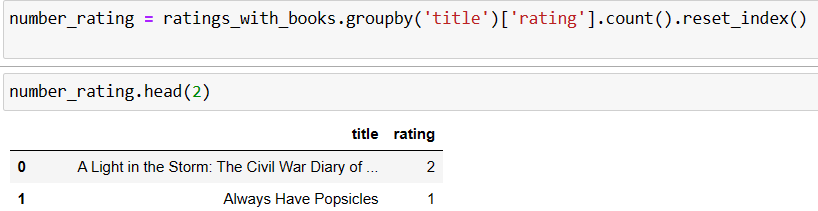 number_rating = ratings_with_books.groupby('title')['rating'].count().reset_index()
number_rating.head(2)
title rating
0 A Light in the Storm: The Civil War Diary of ... 2
1 Always Have Popsicles 1